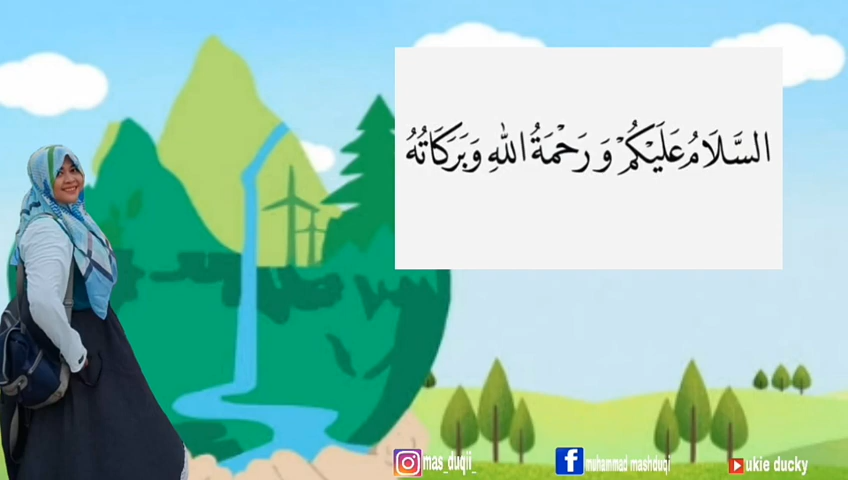 السَّلَامُ عَلَيْكُمْ وَ رَحْمَةُ اللهِ وَبَرَكَاتُهُ
mas_duqii_
muhammad mashduqi
ukie ducky